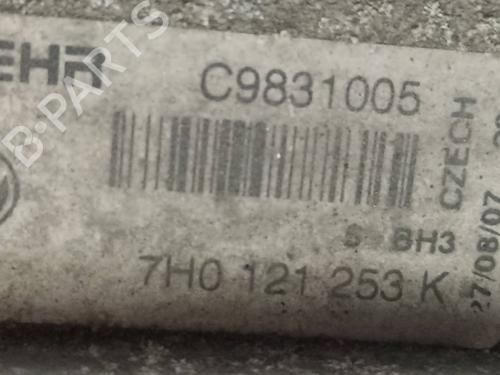 EHR
C9831005
BH3
7H0 121 253 K
CZECH
27/08/07
B-PARTS